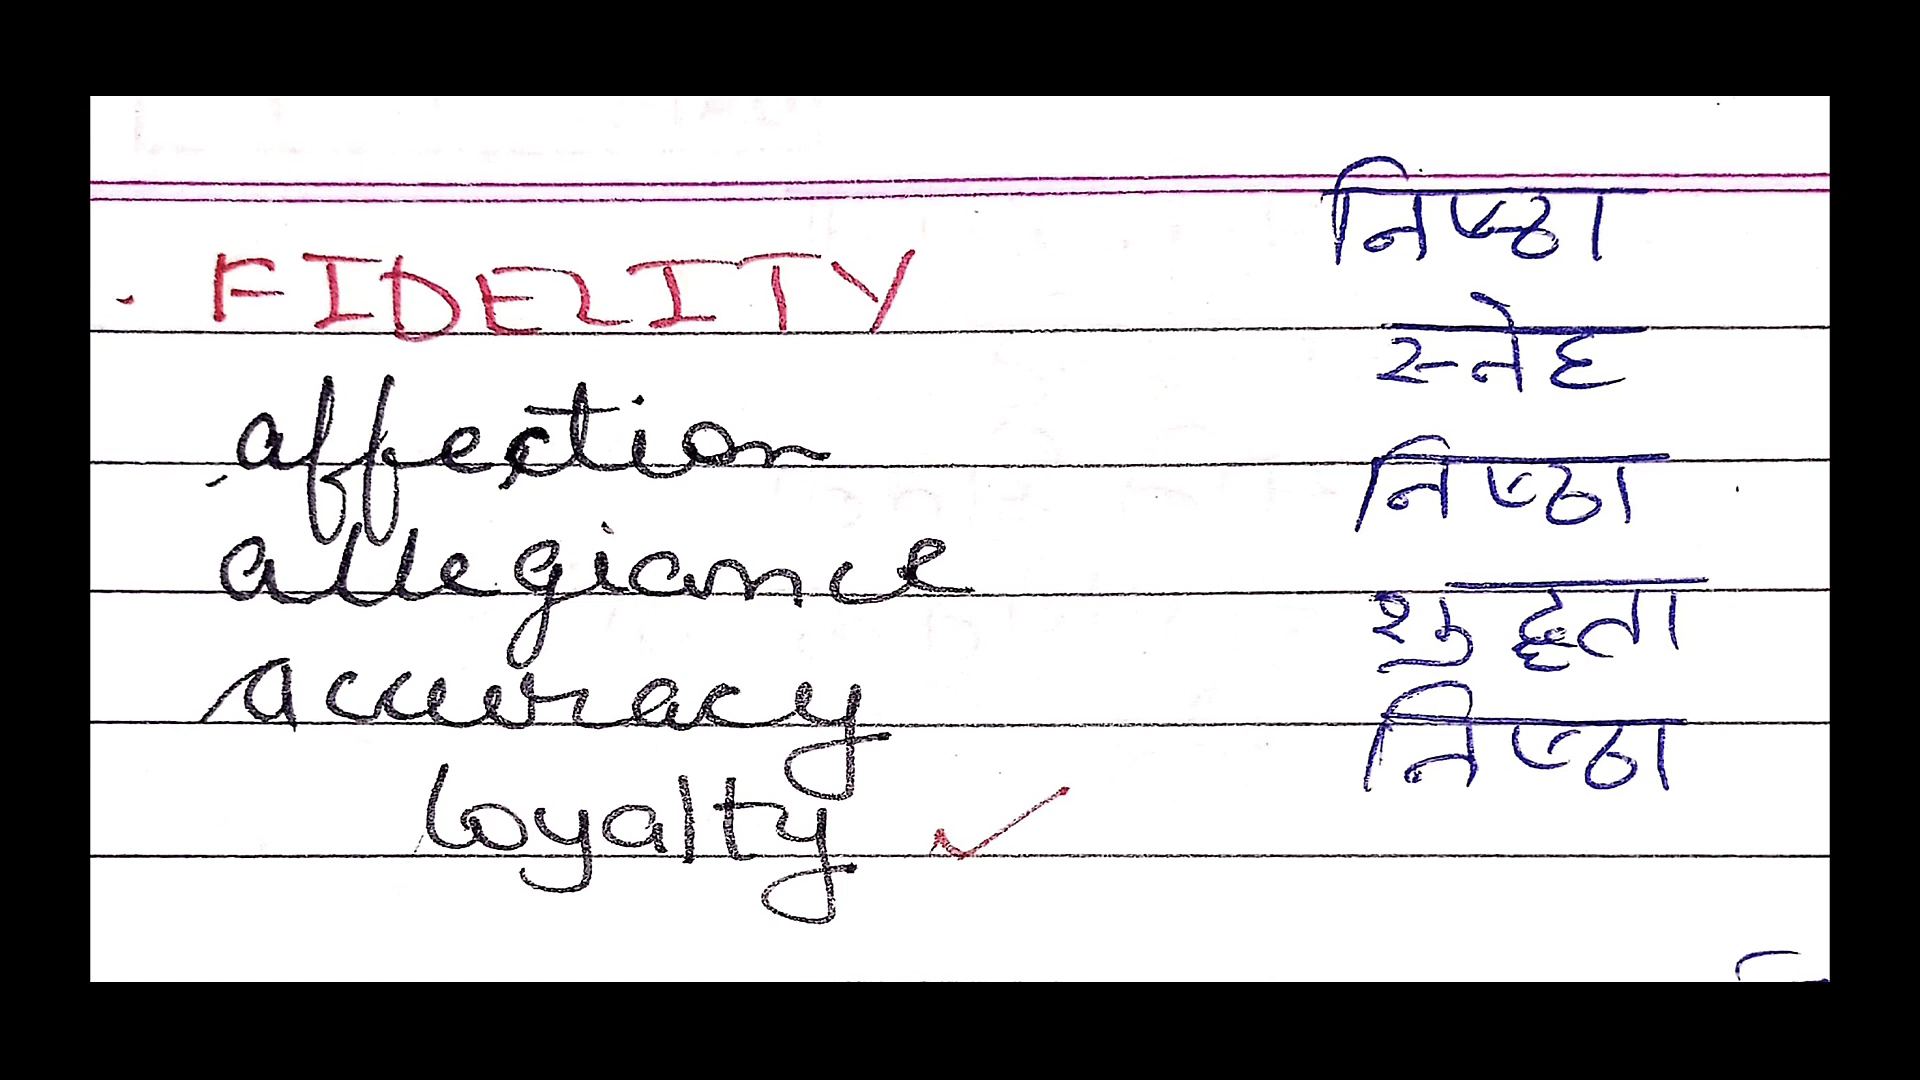 . FIDELITY निष्ठा
affection स्नेह
allegiance निष्ठा
accuracy शुद्धता
loyalty ✓ निष्ठा